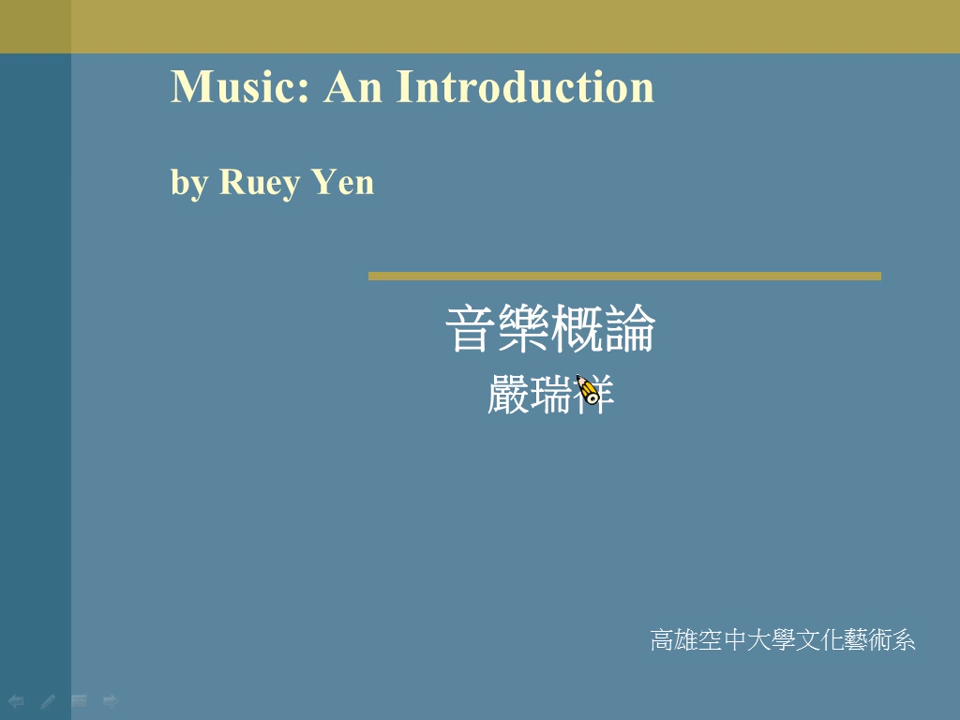 Music: An Introduction
by Ruey Yen
音樂概論
嚴瑞祥
高雄空中大學文化藝術系